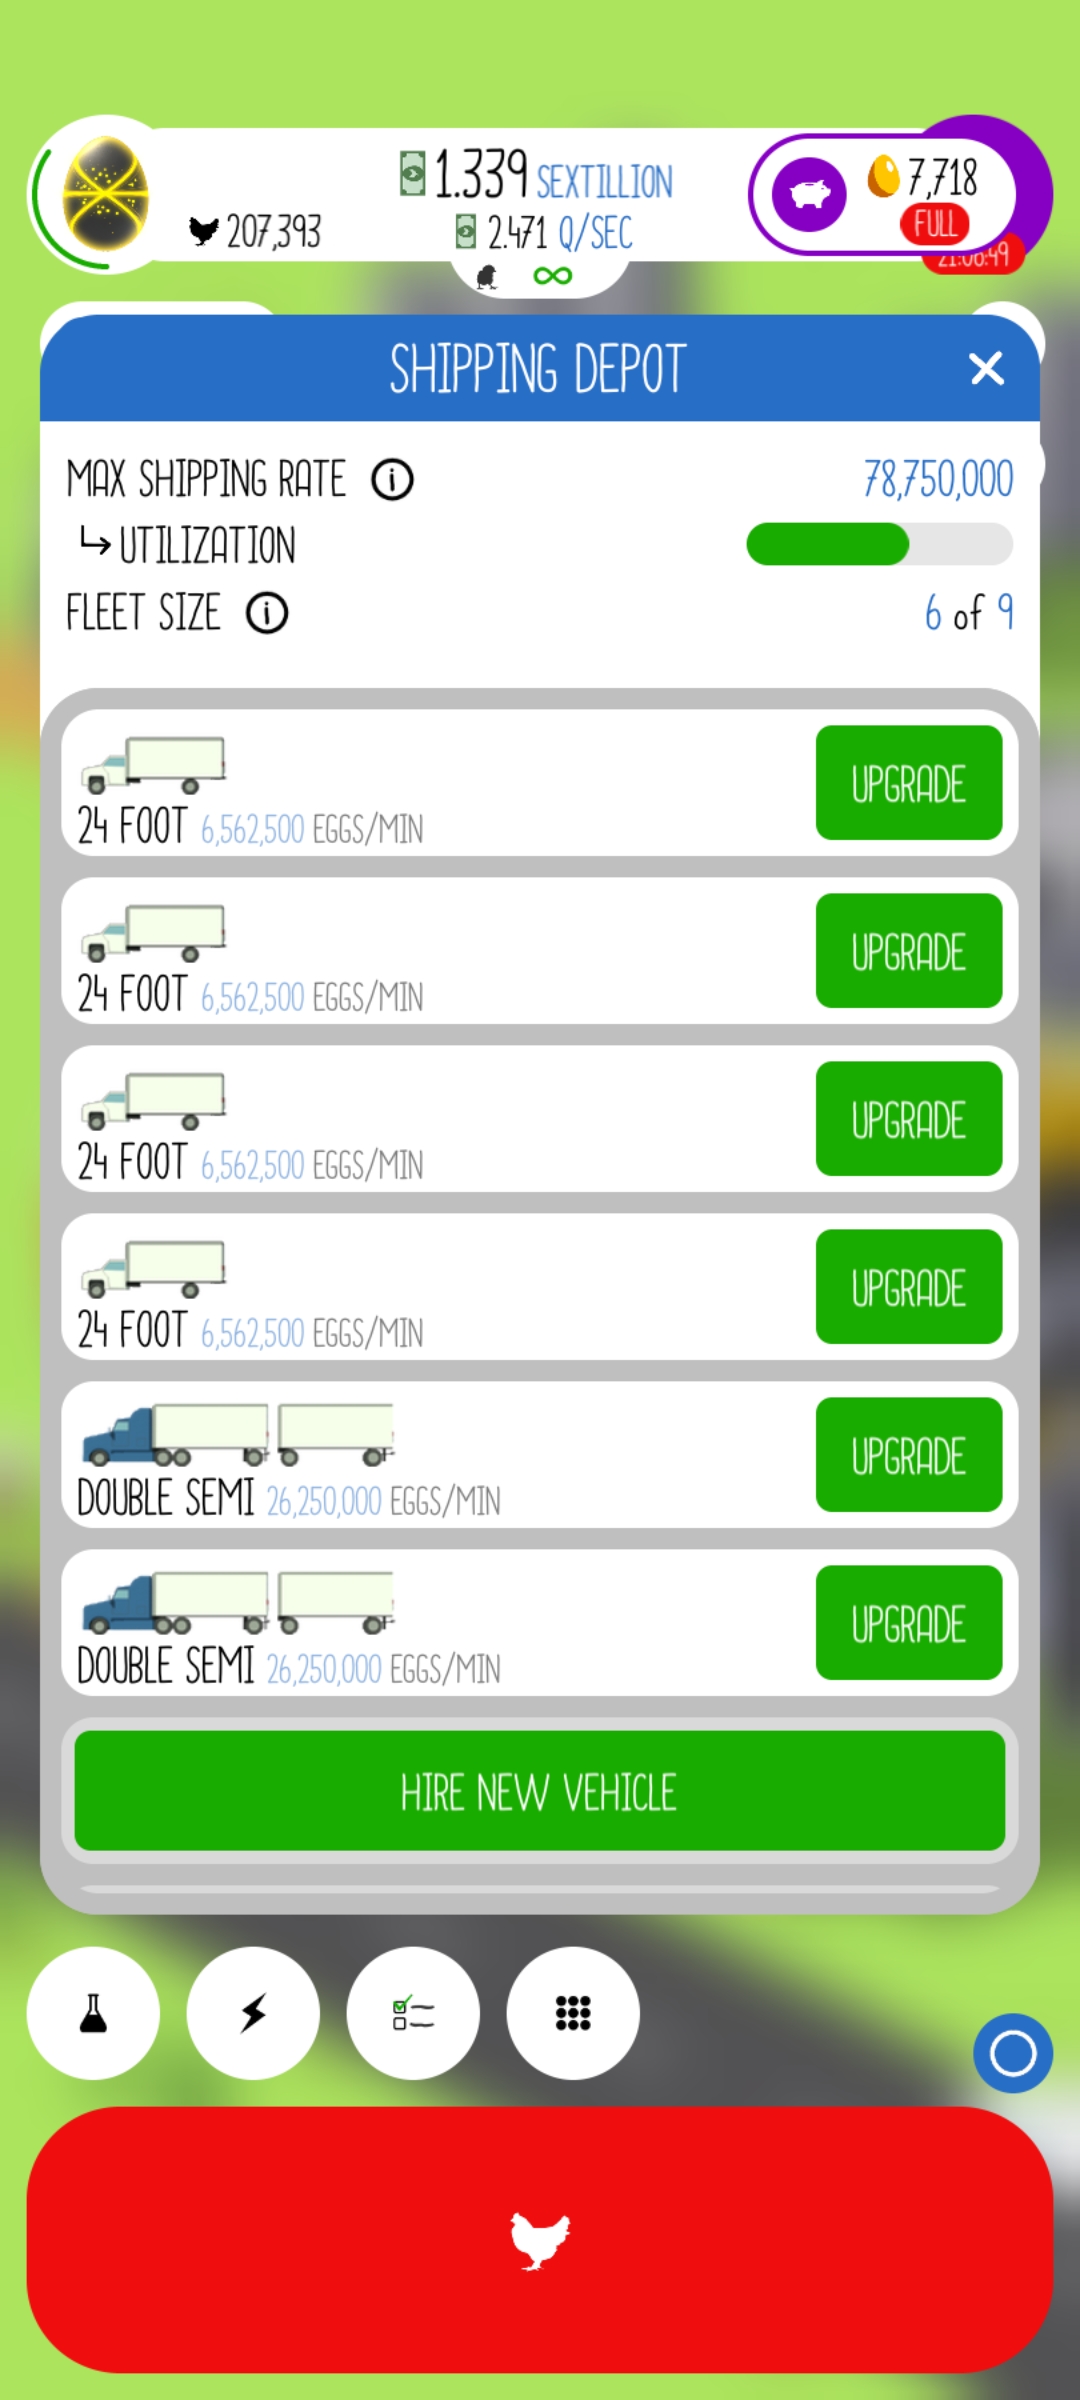 1.339 SEXTILLION
207,393
2.471 Q/SEC
7,718
FULL
21:06:49
SHIPPING DEPOT
MAX SHIPPING RATE 78,750,000
UTILIZATION
FLEET SIZE 6 of 9
24 FOOT 6,562,500 EGGS/MIN
UPGRADE
24 FOOT 6,562,500 EGGS/MIN
UPGRADE
24 FOOT 6,562,500 EGGS/MIN
UPGRADE
24 FOOT 6,562,500 EGGS/MIN
UPGRADE
DOUBLE SEMI 26,250,000 EGGS/MIN
UPGRADE
DOUBLE SEMI 26,250,000 EGGS/MIN
UPGRADE
HIRE NEW VEHICLE